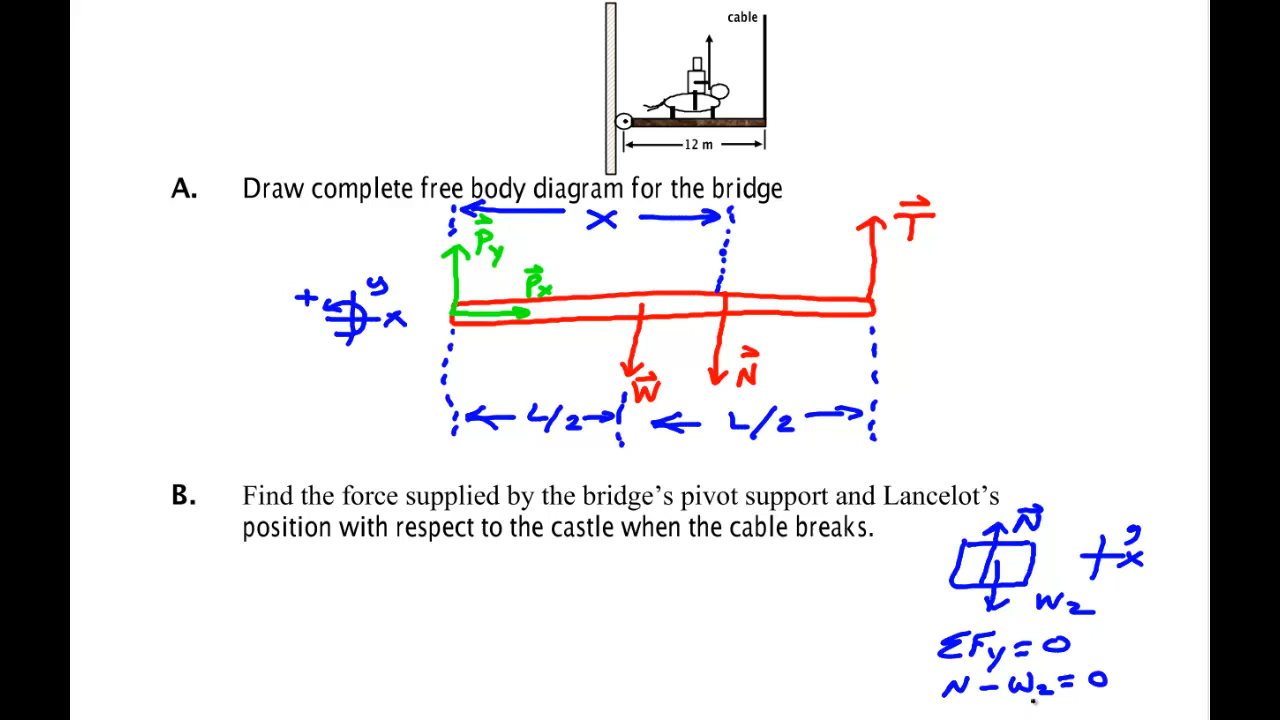 cable
12 m
A. Draw complete free body diagram for the bridge
x
P_y
P_x
T
+ y
x
W
N
L/2 L/2
B. Find the force supplied by the bridge’s pivot support and Lancelot’s
position with respect to the castle when the cable breaks.
N
y
x
W2
ΣFy = 0
N - W2 = 0